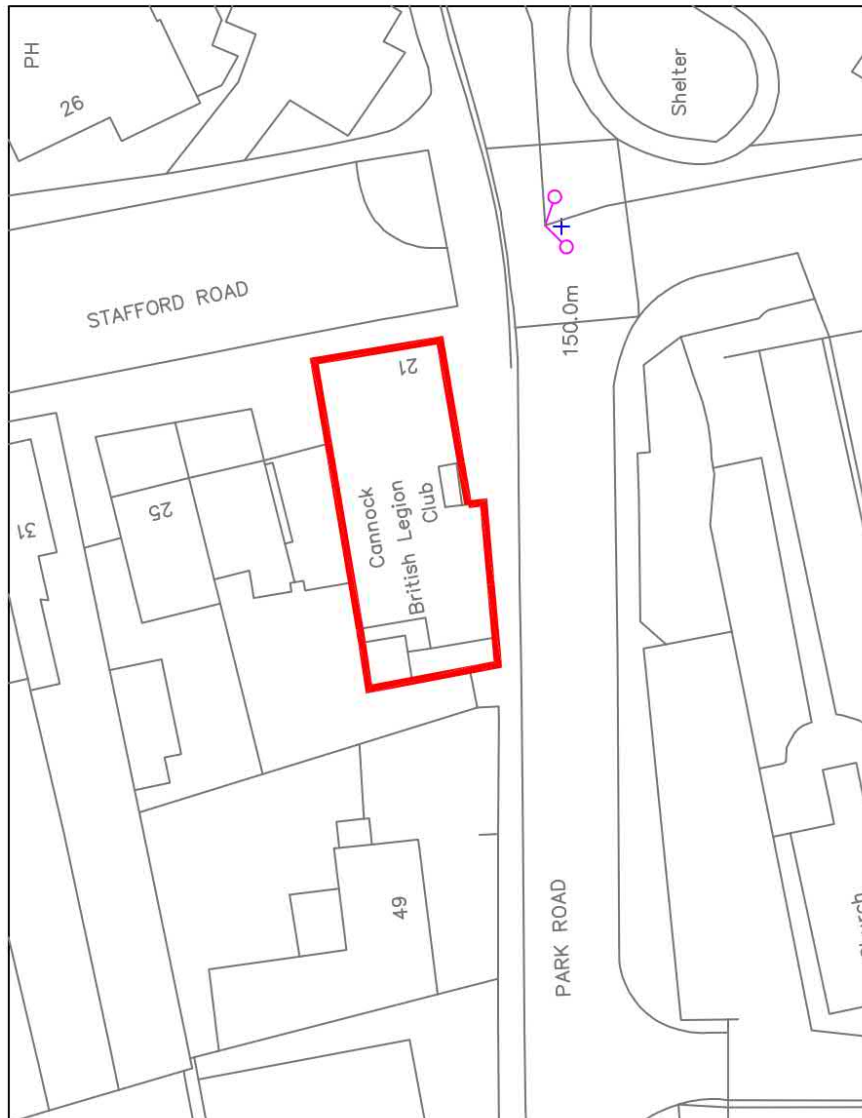 PH
26
Shelter
STAFFORD ROAD
150.0m
21
Cannock
British Legion
Club
25
31
49
PARK ROAD